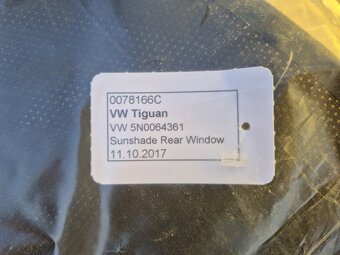 0078166C
VW Tiguan
VW 5N0064361
Sunshade Rear Window
11.10.2017